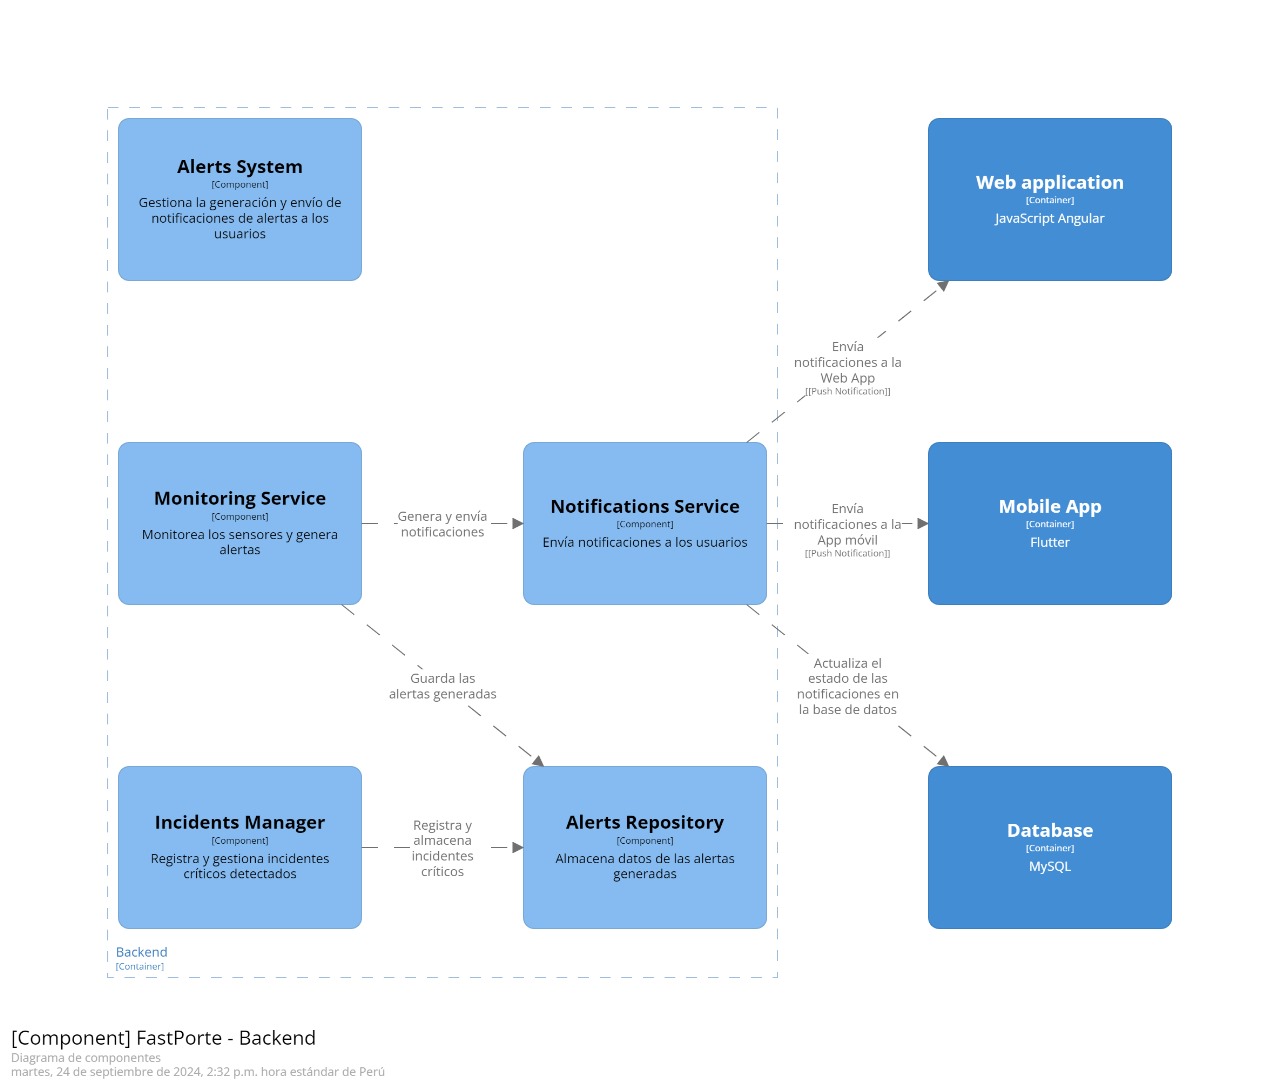 Alerts System
[Component]
Gestiona la generación y envío de
notificaciones de alertas a los
usuarios
Web application
[Container]
JavaScript Angular
Envía
notificaciones a la
Web App
[[Push Notification]]
Monitoring Service
[Component]
Monitorea los sensores y genera
alertas
Genera y envía
notificaciones
Notifications Service
[Component]
Envía notificaciones a los usuarios
Envía
notificaciones a la
App móvil
[[Push Notification]]
Mobile App
[Container]
Flutter
Guarda las
alertas generadas
Actualiza el
estado de las
notificaciones en
la base de datos
Incidents Manager
[Component]
Registra y gestiona incidentes
críticos detectados
Registra y
almacena
incidentes
críticos
Alerts Repository
[Component]
Almacena datos de las alertas
generadas
Database
[Container]
MySQL
Backend
[Container]
[Component] FastPorte - Backend
Diagrama de componentes
martes, 24 de septiembre de 2024, 2:32 p.m. hora estándar de Perú